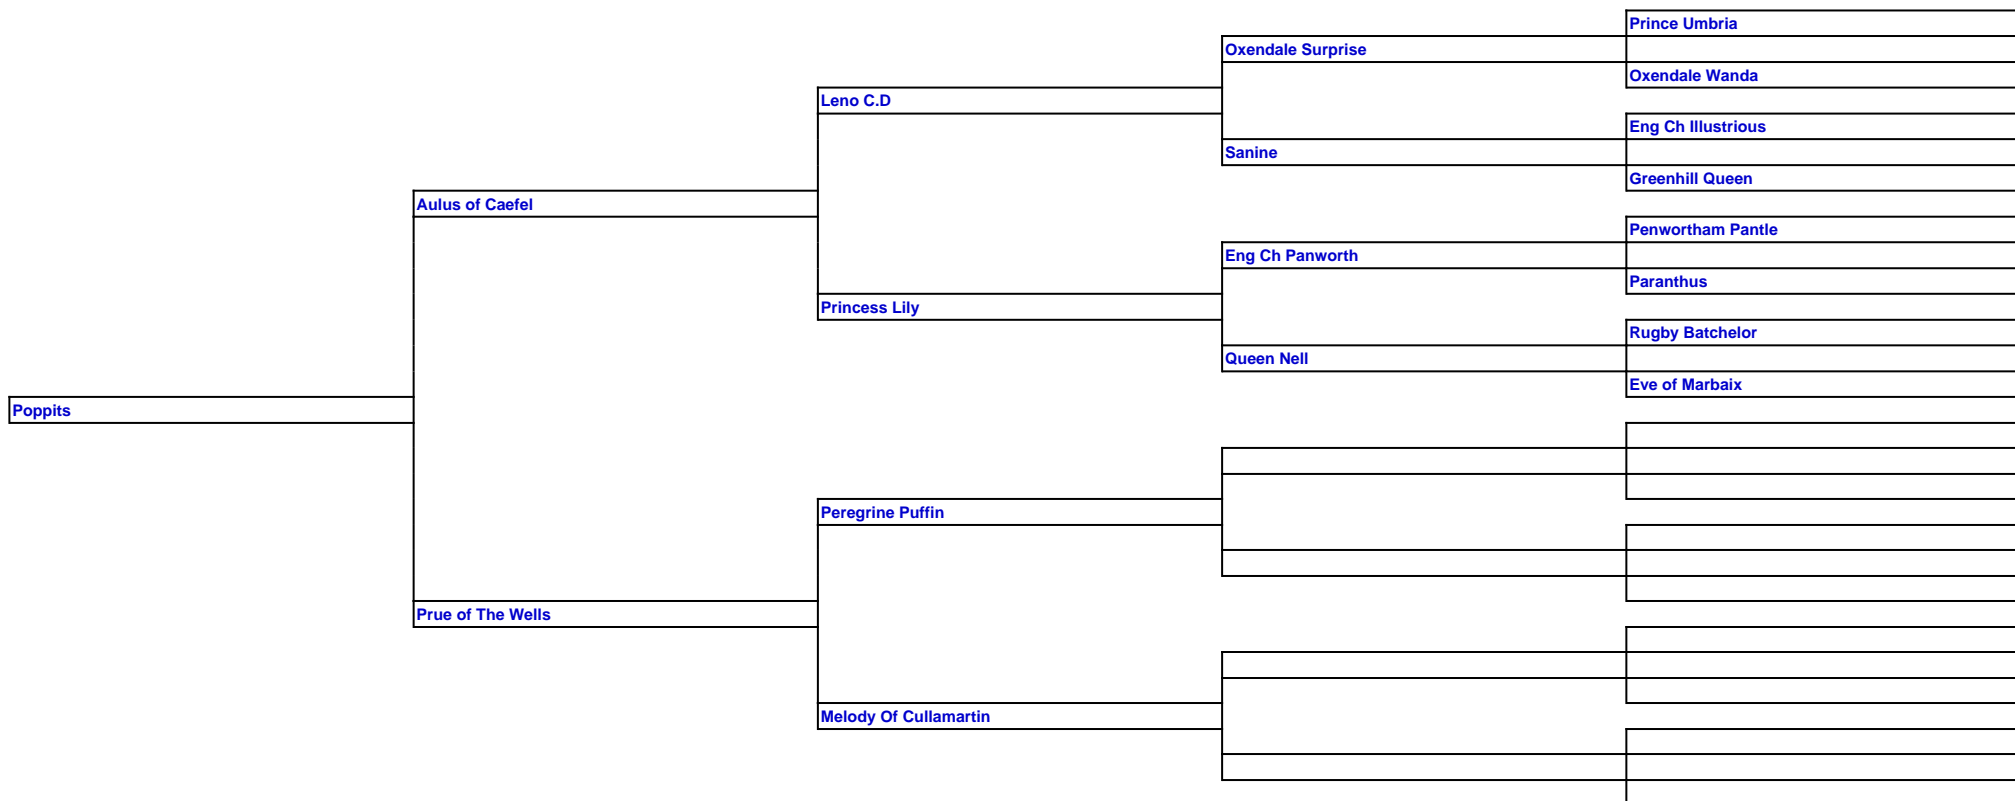 Prince Umbria
Oxendale Surprise
Oxendale Wanda
Leno C.D
Eng Ch Illustrious
Sanine
Greenhill Queen
Aulus of Caefel
Penwortham Pantle
Eng Ch Panworth
Paranthus
Princess Lily
Rugby Batchelor
Queen Nell
Eve of Marbaix
Poppits
Peregrine Puffin
Prue of The Wells
Melody Of Cullamartin